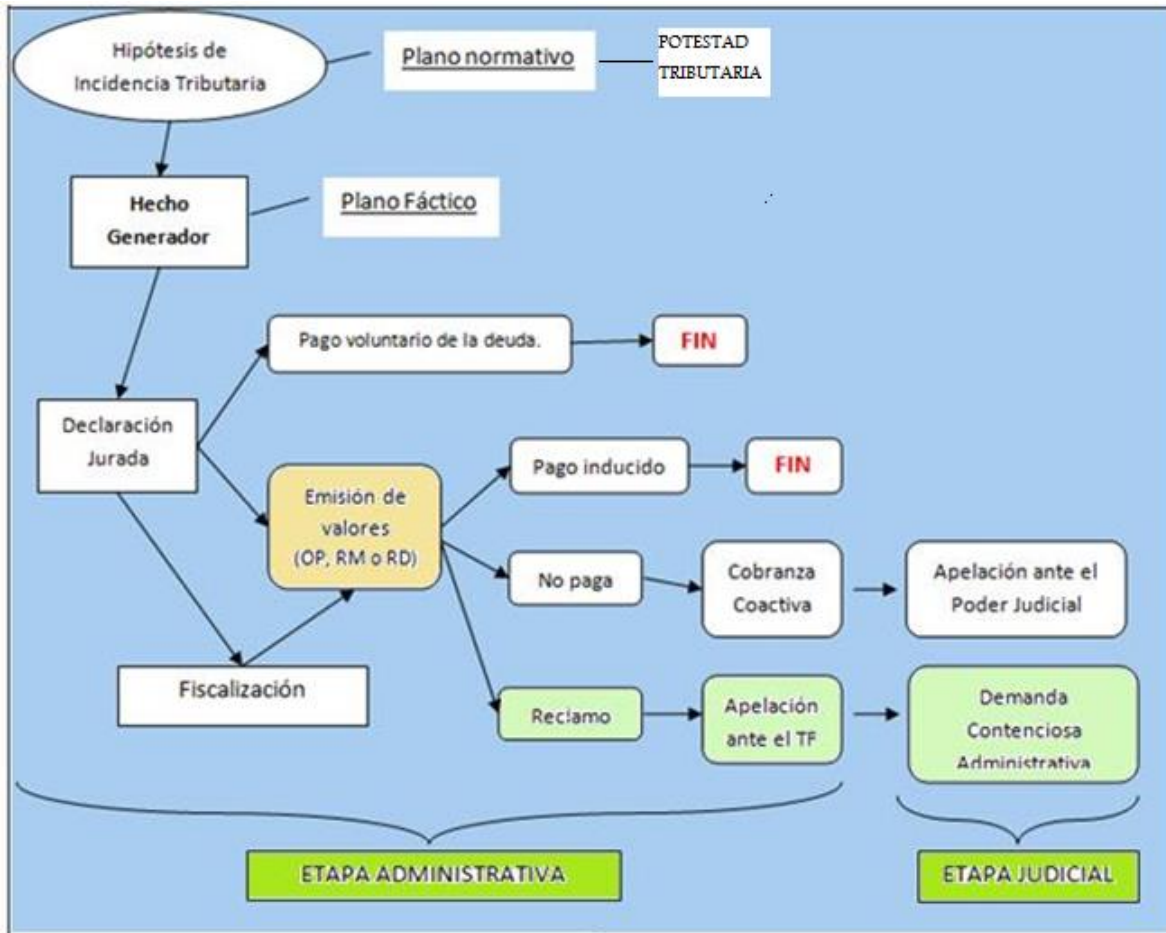 Hipótesis de
Incidencia Tributaria
Plano normativo
POTESTAD
TRIBUTARIA
Hecho
Generador
Plano Fáctico
Pago voluntario de la deuda.
FIN
Declaración
Jurada
Emisión de
valores
(OP, RM o RD)
Pago inducido
FIN
No paga
Cobranza
Coactiva
Apelación ante el
Poder Judicial
Fiscalización
Reclamo
Apelación
ante el TF
Demanda
Contenciosa
Administrativa
ETAPA ADMINISTRATIVA
ETAPA JUDICIAL